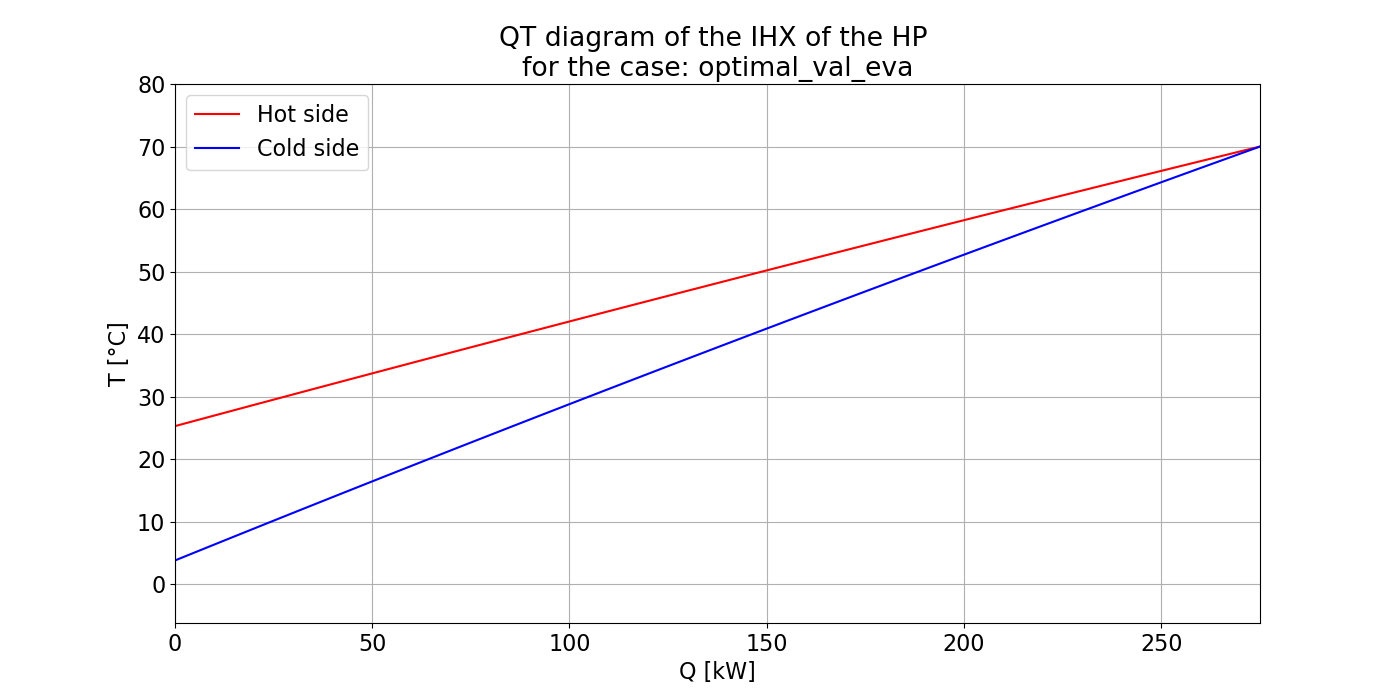 QT diagram of the IHX of the HP
for the case: optimal_val_eva
Hot side
Cold side
T [°C]
80
70
60
50
40
30
20
10
0
0 50 100 150 200 250
Q [kW]